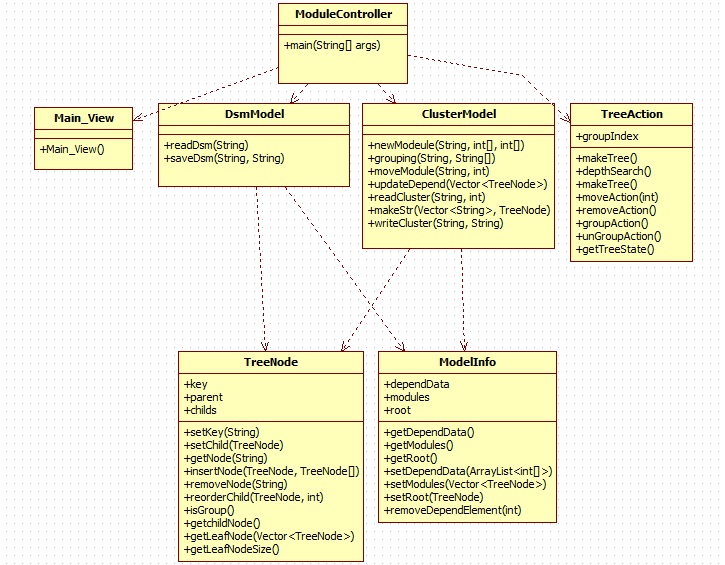 ModuleController
+main(String[] args)
Main_View
+Main_View()
DsmModel
+readDsm(String)
+saveDsm(String, String)
ClusterModel
+newModeule(String, int[], int[])
+grouping(String, String[])
+moveModule(String, int)
+updateDepend(Vector<TreeNode>)
+readCluster(String, int)
+makeStr(Vector<String>, TreeNode)
+writeCluster(String, String)
TreeAction
+groupIndex
+makeTree()
+depthSearch()
+makeTree()
+moveAction(int)
+removeAction()
+groupAction()
+unGroupAction()
+getTreeState()
TreeNode
+key
+parent
+childs
+setKey(String)
+setChild(TreeNode)
+getNode(String)
+insertNode(TreeNode, TreeNode[])
+removeNode(String)
+reorderChild(TreeNode, int)
+isGroup()
+getchildNode()
+getLeafNode(Vector<TreeNode>)
+getLeafNodeSize()
ModelInfo
+dependData
+modules
+root
+getDependData()
+getModules()
+getRoot()
+setDependData(ArrayList<int[]>)
+setModules(Vector<TreeNode>)
+setRoot(TreeNode)
+removeDependElement(int)